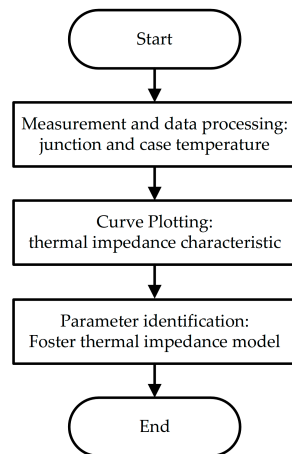 Start
Measurement and data processing:
junction and case temperature
Curve Plotting:
thermal impedance characteristic
Parameter identification:
Foster thermal impedance model
End